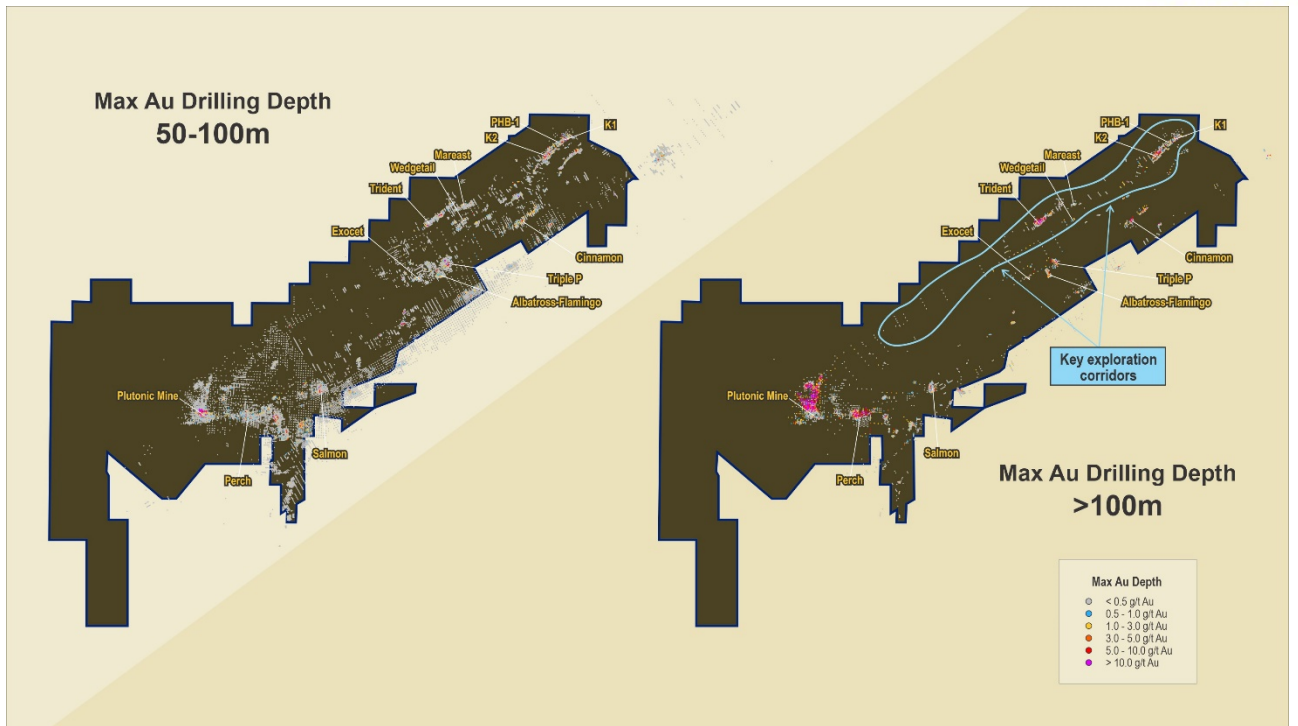 Max Au Drilling Depth
50-100m
PHB-1
K1
K2
Mareast
Wedgetail
Trident
Exocet
Cinnamon
Triple P
Albatross-Flamingo
Plutonic Mine
Salmon
Perch
PHB-1
K1
K2
Mareast
Wedgetail
Trident
Exocet
Cinnamon
Triple P
Albatross-Flamingo
Key exploration
corridors
Plutonic Mine
Salmon
Perch
Max Au Drilling Depth
>100m
Max Au Depth
< 0.5 g/t Au
0.5 - 1.0 g/t Au
1.0 - 3.0 g/t Au
3.0 - 5.0 g/t Au
5.0 - 10.0 g/t Au
> 10.0 g/t Au